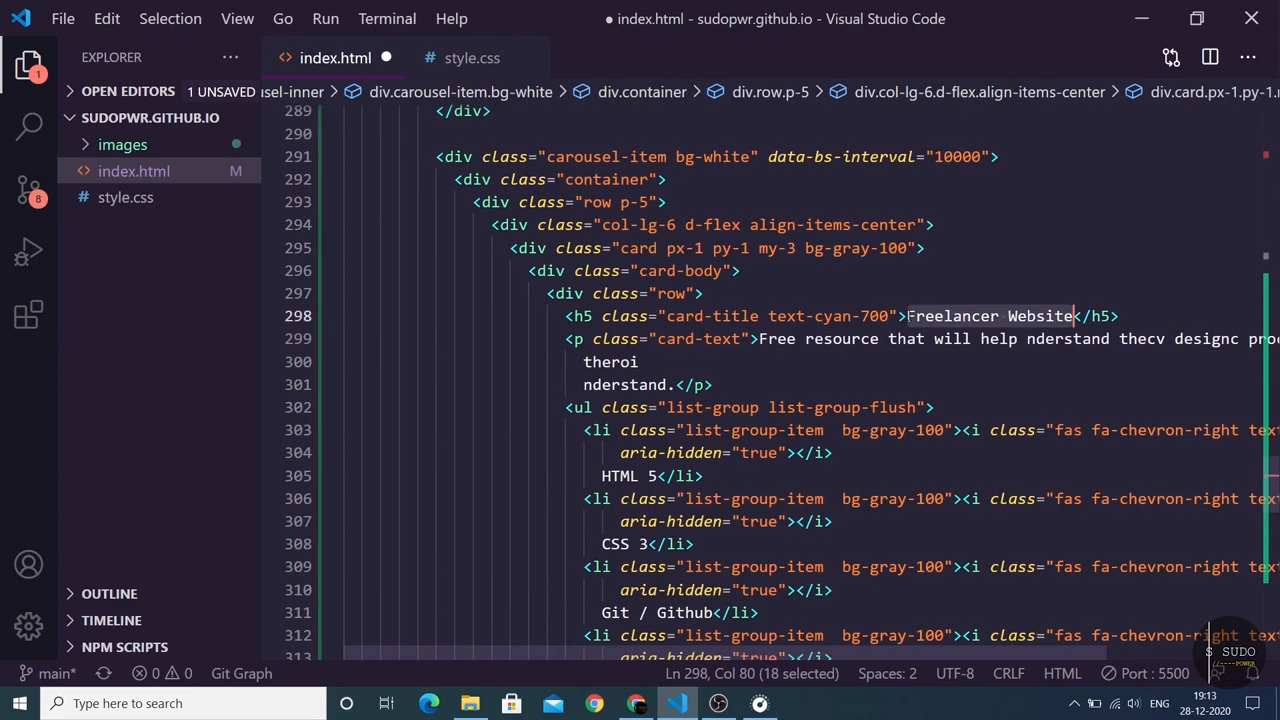 File Edit Selection View Go Run Terminal Help
● index.html - sudopwr.github.io - Visual Studio Code
EXPLORER
index.html ●
# style.css
OPEN EDITORS 1 UNSAVED
SUDOPWR.GITHUB.IO
images
index.html M
# style.css
OUTLINE
TIMELINE
NPM SCRIPTS
1
8
usel-inner > div.carousel-item.bg-white > div.container > div.row.p-5 > div.col-lg-6.d-flex.align-items-center > div.card.px-1.py-1.m
289 </div>
290
291 <div class="carousel-item bg-white" data-bs-interval="10000">
292 <div class="container">
293 <div class="row p-5">
294 <div class="col-lg-6 d-flex align-items-center">
295 <div class="card px-1 py-1 my-3 bg-gray-100">
296 <div class="card-body">
297 <div class="row">
298 <h5 class="card-title text-cyan-700">Freelancer Website</h5>
299 <p class="card-text">Free resource that will help nderstand thecv designc proc
300 theroi
301 nderstand.</p>
302 <ul class="list-group list-group-flush">
303 <li class="list-group-item  bg-gray-100"><i class="fas fa-chevron-right tex
304 aria-hidden="true"></i>
305 HTML 5</li>
306 <li class="list-group-item  bg-gray-100"><i class="fas fa-chevron-right tex
307 aria-hidden="true"></i>
308 CSS 3</li>
309 <li class="list-group-item  bg-gray-100"><i class="fas fa-chevron-right tex
310 aria-hidden="true"></i>
311 Git / Github</li>
312 <li class="list-group-item  bg-gray-100"><i class="fas fa-chevron-right tex
313 aria-hidden="true"></i>
S SUDO
//----POWER
main* 0 0 Git Graph Ln 298, Col 80 (18 selected) Spaces: 2 UTF-8 CRLF HTML Port : 5500
Type here to search
ENG
19:13
28-12-2020